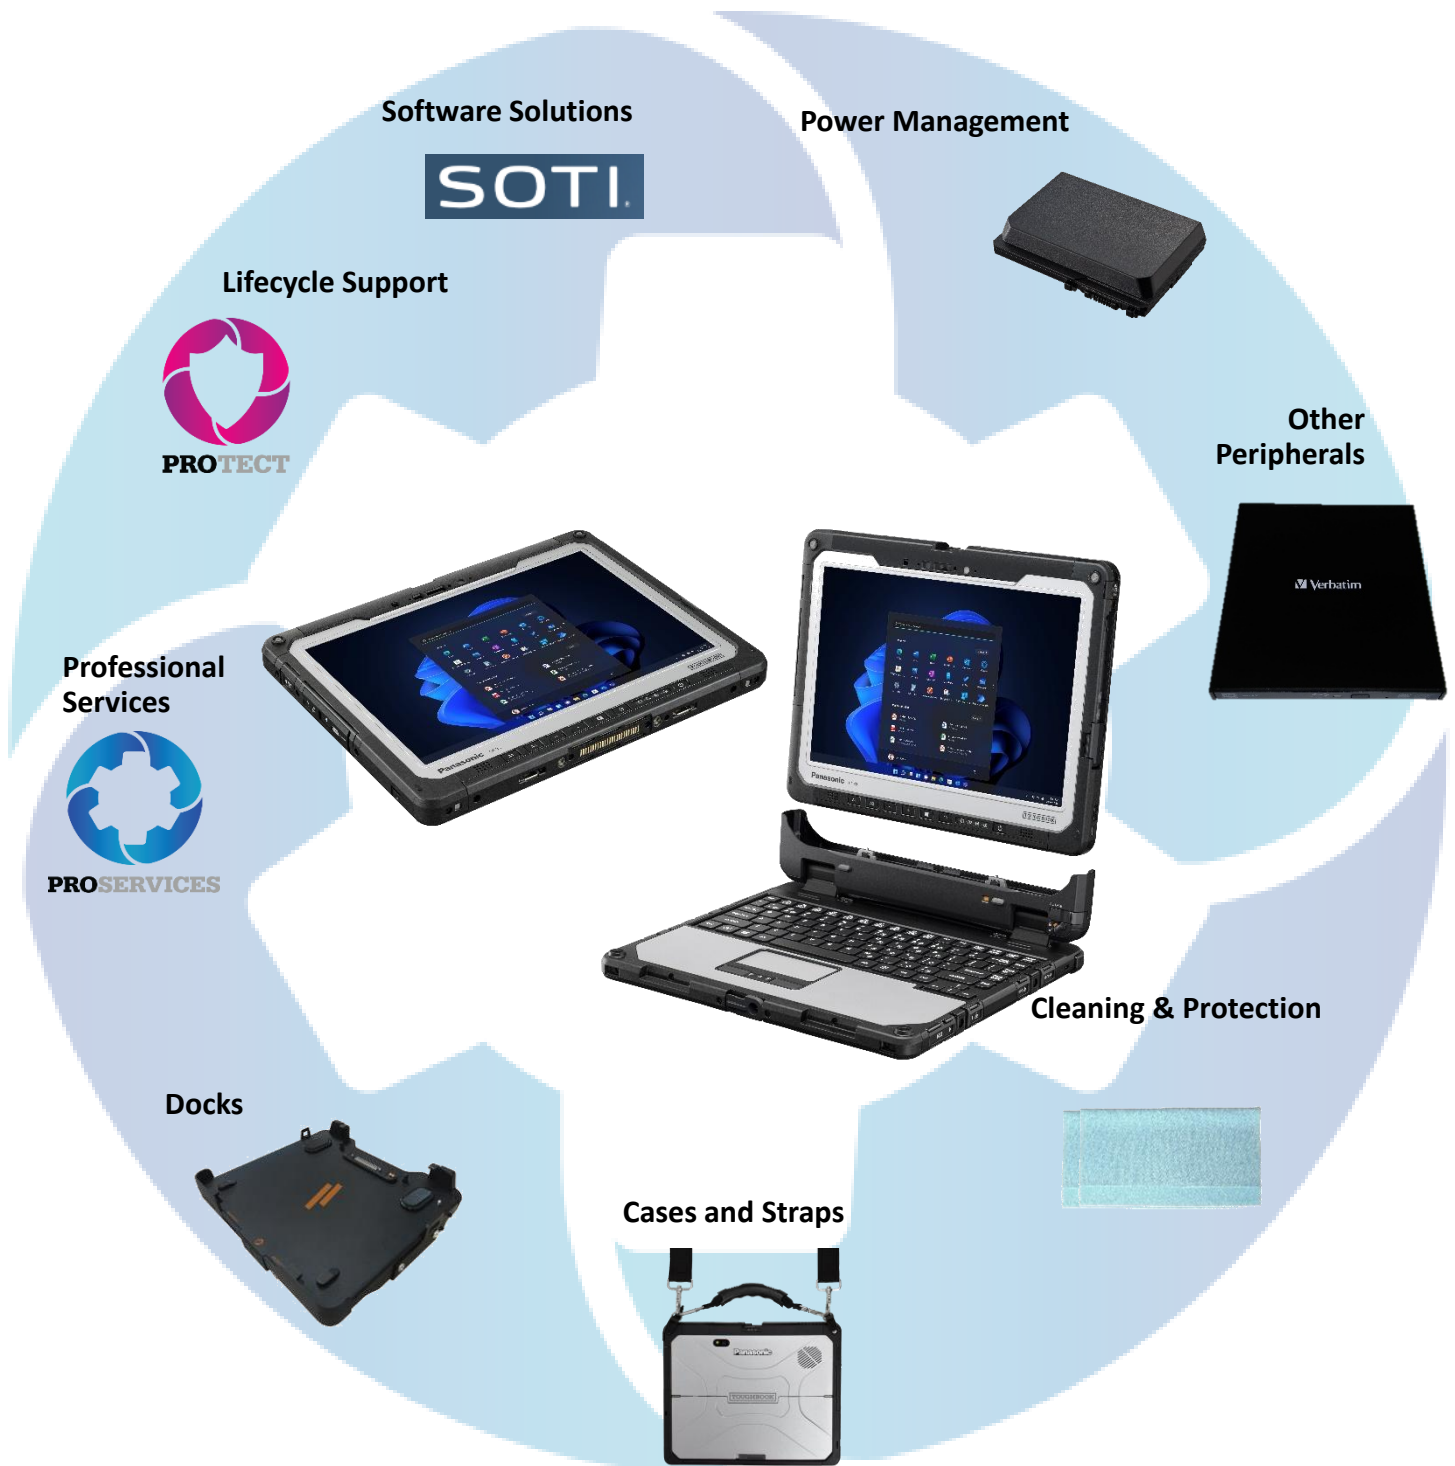 Software Solutions
SOTI
Power Management
Lifecycle Support
PROTECT
Other
Peripherals
Verbatim
Professional
Services
PROSERVICES
Panasonic
Panasonic
Cleaning & Protection
Docks
Cases and Straps
Panasonic
TOUGHBOOK